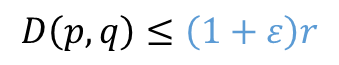 D(p, q) ≤ (1 + ε)r